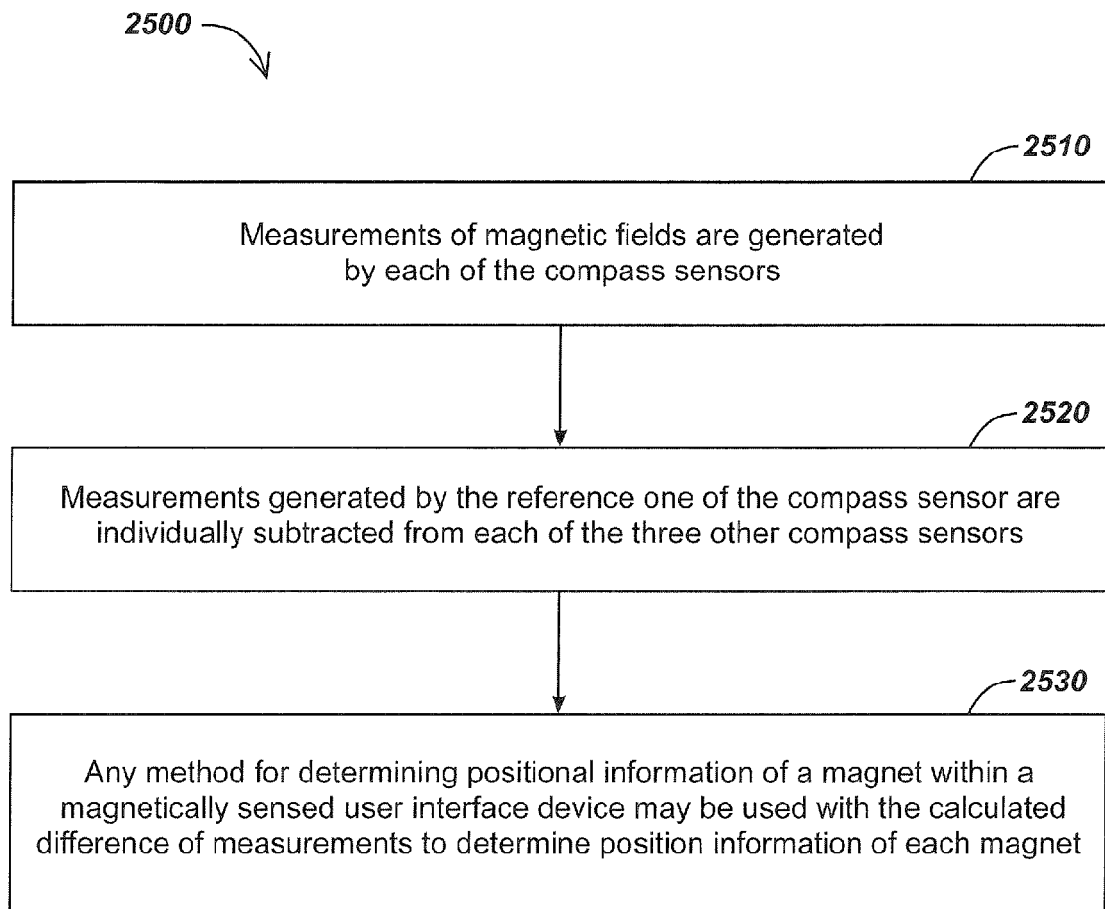 2500
2510
Measurements of magnetic fields are generated
by each of the compass sensors
2520
Measurements generated by the reference one of the compass sensor are
individually subtracted from each of the three other compass sensors
2530
Any method for determining positional information of a magnet within a
magnetically sensed user interface device may be used with the calculated
difference of measurements to determine position information of each magnet